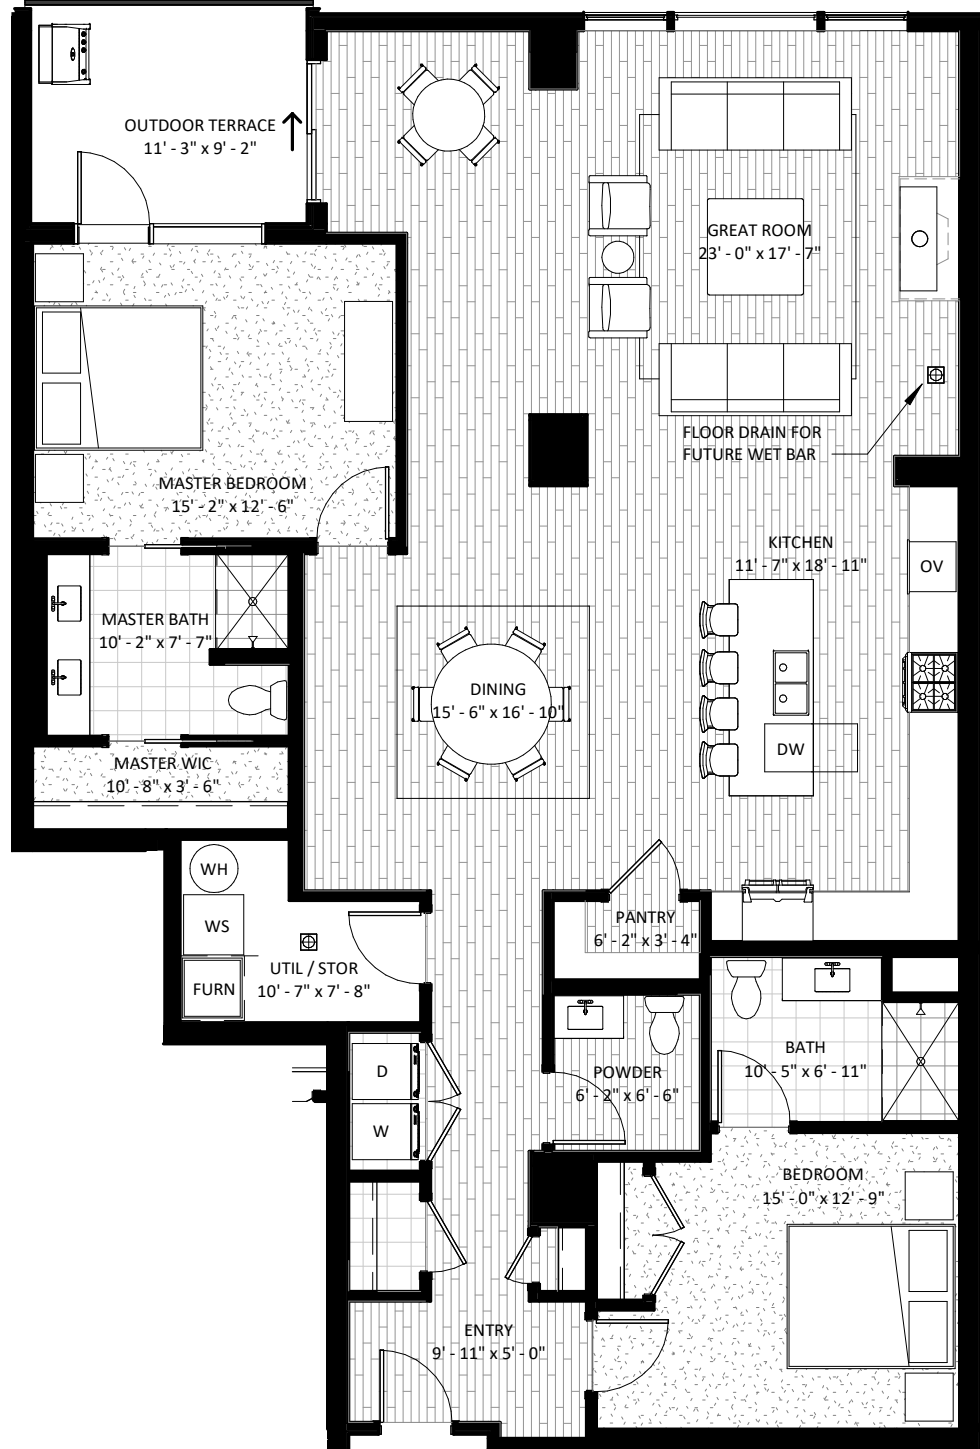 OUTDOOR TERRACE
11' - 3" x 9' - 2"
GREAT ROOM
23' - 0" x 17' - 7"
FLOOR DRAIN FOR
FUTURE WET BAR
MASTER BEDROOM
15' - 2" x 12' - 6"
KITCHEN
11' - 7" x 18' - 11"
OV
MASTER BATH
10' - 2" x 7' - 7"
DINING
15' - 6" x 16' - 10"
DW
MASTER WIC
10' - 8" x 3' - 6"
WH
WS
FURN
UTIL / STOR
10' - 7" x 7' - 8"
PANTRY
6' - 2" x 3' - 4"
D
W
POWDER
6' - 2" x 6' - 6"
BATH
10' - 5" x 6' - 11"
BEDROOM
15' - 0" x 12' - 9"
ENTRY
9' - 11" x 5' - 0"